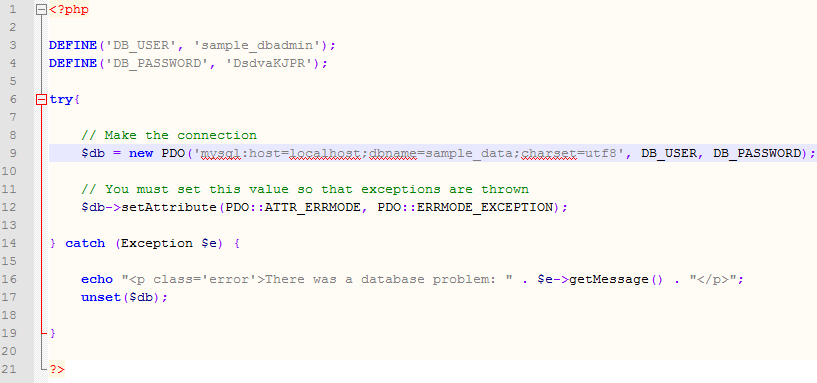 1 <?php
2
3 DEFINE('DB_USER', 'sample_dbadmin');
4 DEFINE('DB_PASSWORD', 'DsdvaKJPR');
5
6 try{
7
8 // Make the connection
9 $db = new PDO('mysql:host=localhost;dbname=sample_data;charset=utf8', DB_USER, DB_PASSWORD);
10
11 // You must set this value so that exceptions are thrown
12 $db->setAttribute(PDO::ATTR_ERRMODE, PDO::ERRMODE_EXCEPTION);
13
14 } catch (Exception $e) {
15
16 echo "<p class='error'>There was a database problem: " . $e->getMessage() . "</p>";
17 unset($db);
18
19 }
20
21 ?>